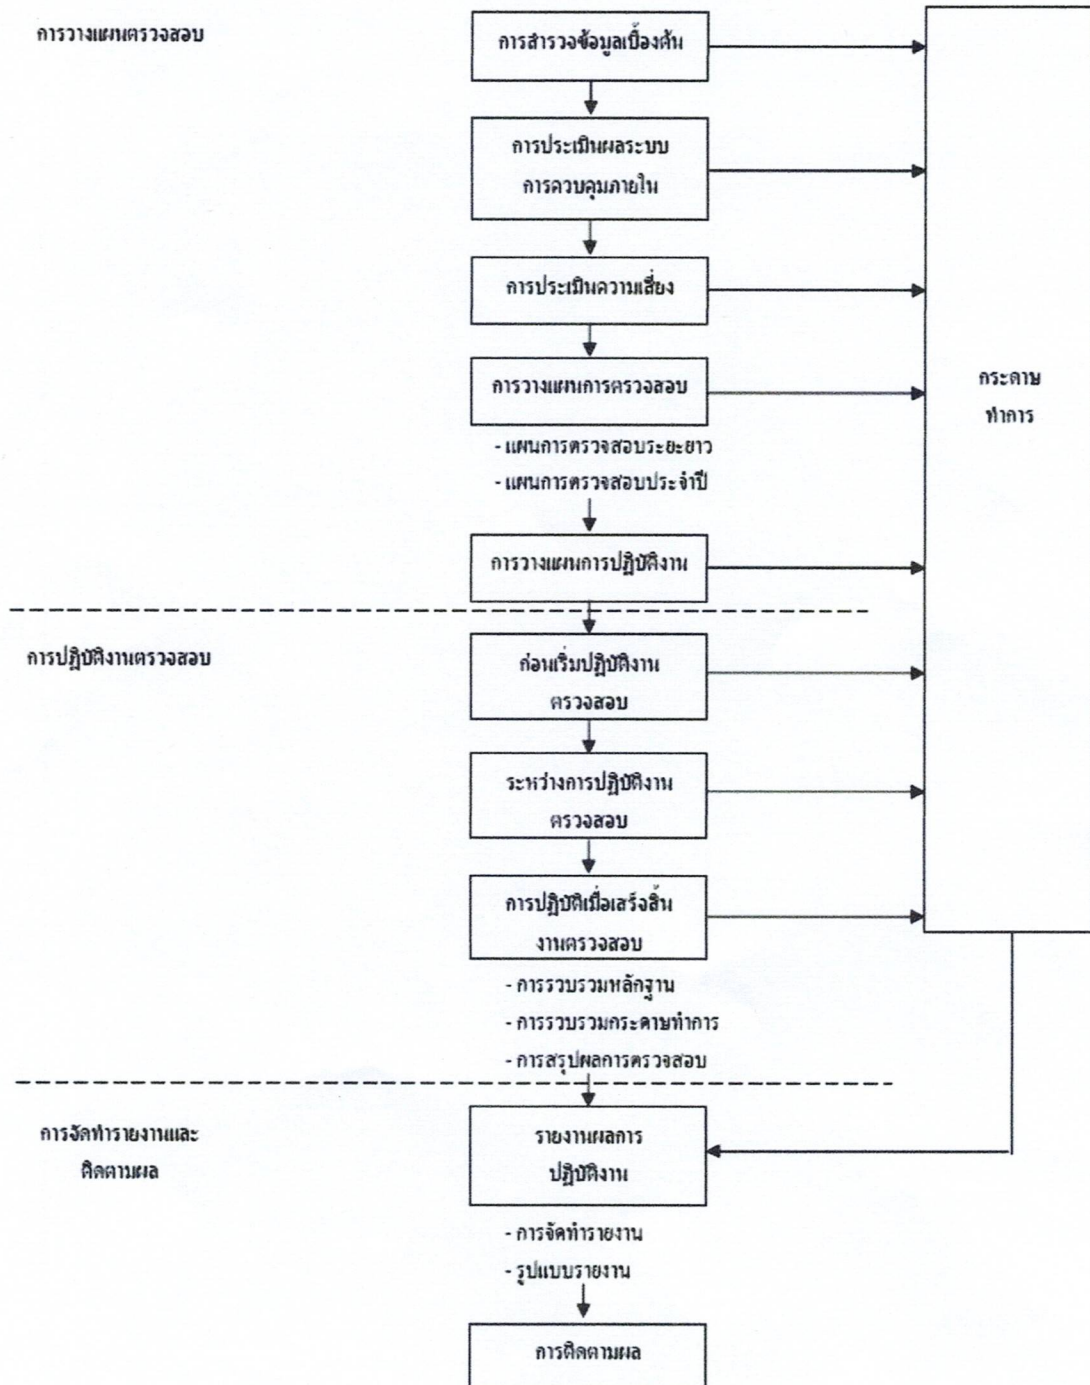 การวางแผนตรวจสอบ
การสำรวจข้อมูลเบื้องต้น
การประเมินผลระบบ
การควบคุมภายใน
การประเมินความเสี่ยง
การวางแผนการตรวจสอบ
- แผนการตรวจสอบระยะยาว
- แผนการตรวจสอบประจำปี
การวางแผนการปฏิบัติงาน
กระดาษ
ทำการ
การปฏิบัติงานตรวจสอบ
ก่อนเริ่มปฏิบัติงาน
ตรวจสอบ
ระหว่างการปฏิบัติงาน
ตรวจสอบ
การปฏิบัติเมื่อเสร็จสิ้น
งานตรวจสอบ
- การรวบรวมหลักฐาน
- การรวบรวมกระดาษทำการ
- การสรุปผลการตรวจสอบ
การจัดทำรายงานและ
ติดตามผล
รายงานผลการ
ปฏิบัติงาน
- การจัดทำรายงาน
- รูปแบบรายงาน
การติดตามผล